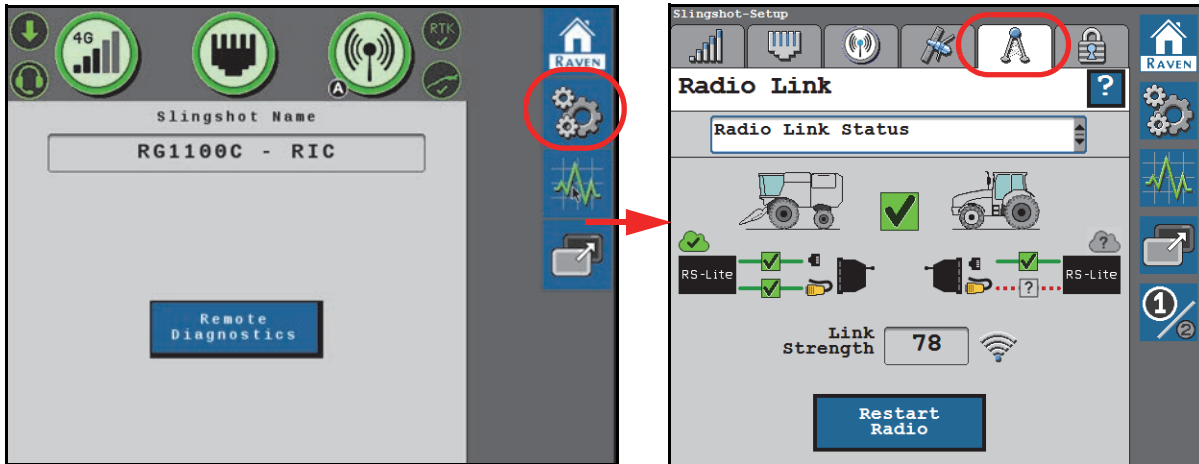 4G
RTK
RAVEN
Slingshot Name
RG1100C - RIC
A
Remote
Diagnostics
Slingshot-Setup
RAVEN
Radio Link
?
Radio Link Status
?
RS-Lite
RS-Lite
?
Link
Strength
78
1/2
Restart
Radio